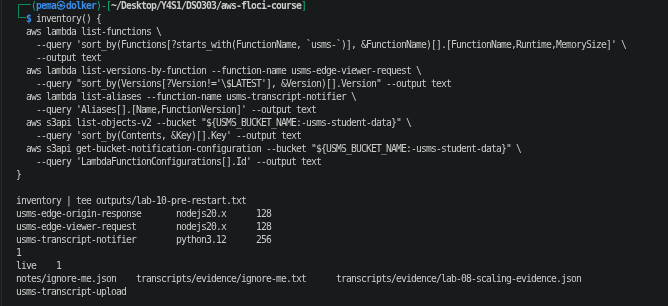 ┌──(pema㉿dolker)-[~/Desktop/Y4S1/DSO303/aws-floci-course]
└─$ inventory() {
aws lambda list-functions \
--query 'sort_by(Functions[?starts_with(FunctionName, `usms-`)], &FunctionName)[].[FunctionName,Runtime,MemorySize]' \
--output text
aws lambda list-versions-by-function --function-name usms-edge-viewer-request \
--query "sort_by(Versions[?Version!='\$LATEST'], &Version)[].Version" --output text
aws lambda list-aliases --function-name usms-transcript-notifier \
--query 'Aliases[].[Name,FunctionVersion]' --output text
aws s3api list-objects-v2 --bucket "${USMS_BUCKET_NAME:-usms-student-data}" \
--query 'sort_by(Contents, &Key)[].Key' --output text
aws s3api get-bucket-notification-configuration --bucket "${USMS_BUCKET_NAME:-usms-student-data}" \
--query 'LambdaFunctionConfigurations[].Id' --output text
}
inventory | tee outputs/lab-10-pre-restart.txt
usms-edge-origin-response nodejs20.x 128
usms-edge-viewer-request nodejs20.x 128
usms-transcript-notifier python3.12 256
1
live 1
notes/ignore-me.json transcripts/evidence/ignore-me.txt transcripts/evidence/lab-08-scaling-evidence.json
usms-transcript-upload